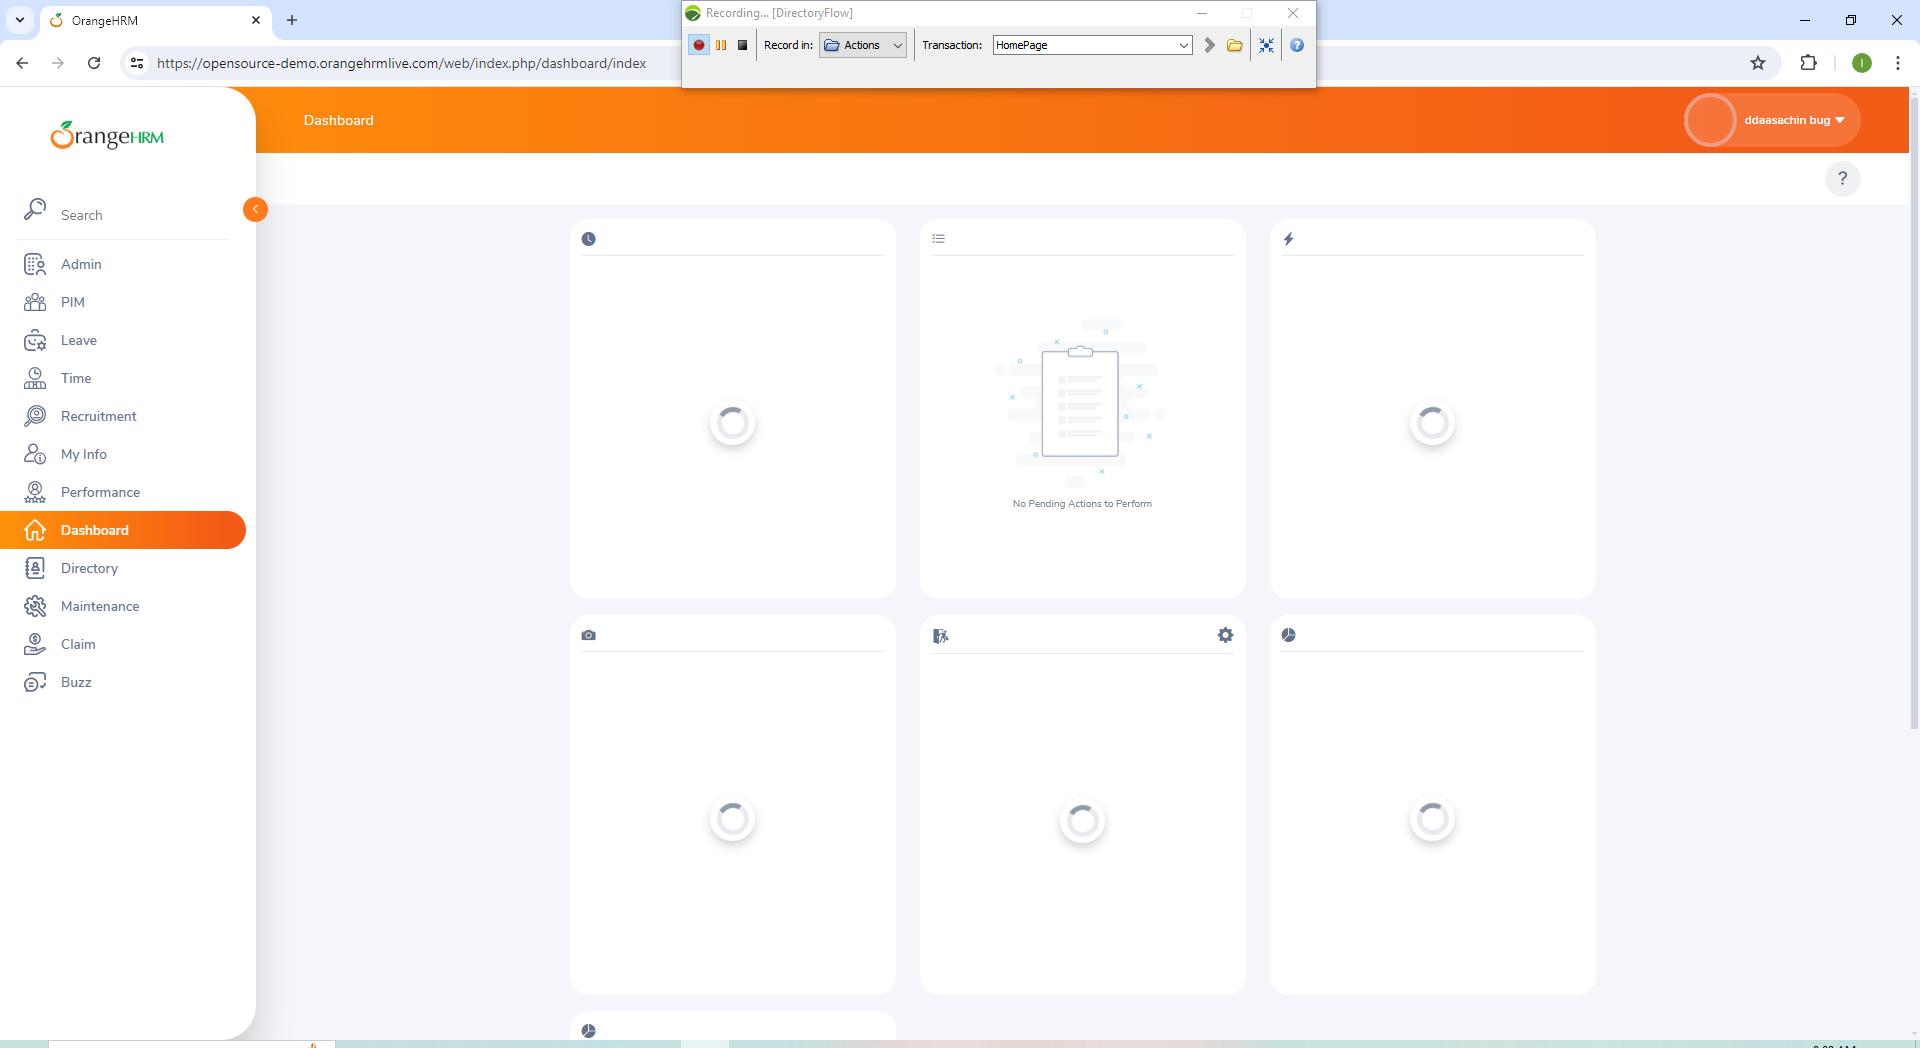 OrangeHRM
Recording... [DirectoryFlow]
Record in:
Actions
Transaction:
HomePage
https://opensource-demo.orangehrmlive.com/web/index.php/dashboard/index
I
OrangeHRM
Dashboard
ddaasachin bug
?
Search
Admin
PIM
Leave
Time
Recruitment
My Info
Performance
Dashboard
Directory
Maintenance
Claim
Buzz
No Pending Actions to Perform